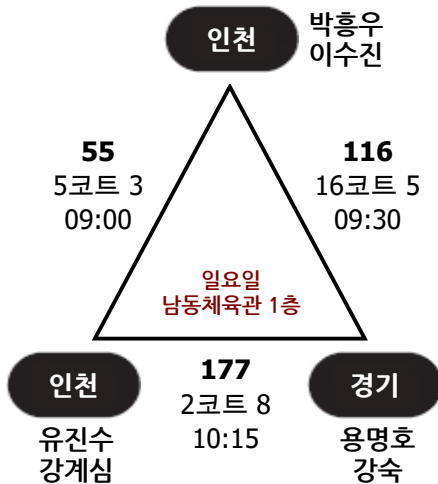 인천
박흥우
이수진
55
5코트 3
09:00
116
16코트 5
09:30
일요일
남동체육관 1층
인천
유진수
강계심
177
2코트 8
10:15
경기
용명호
강숙